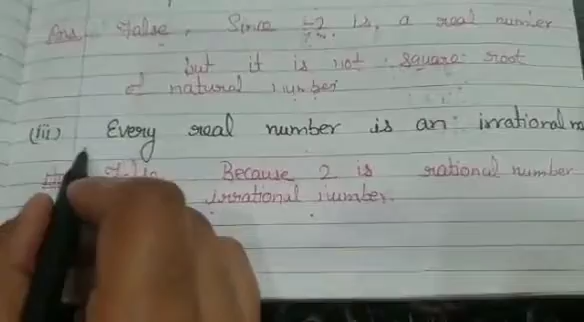 Ans False, Since -2 is, a real number
but it is not square root
of natural number
(iii) Every real number is an irrational
Because 2 is rational number
irrational number.